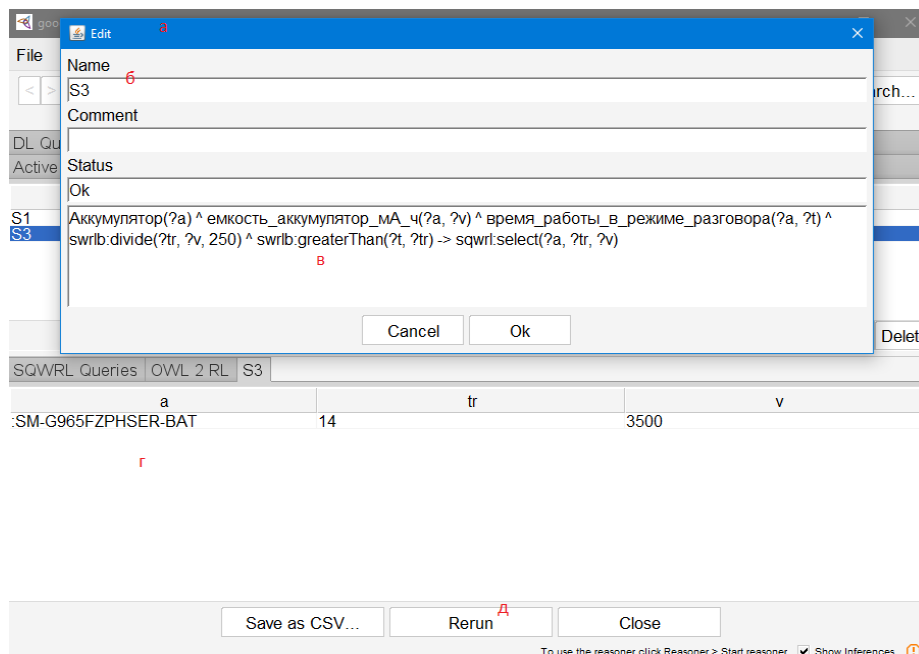 goo
Edit
а
File
Name
б
S3
< >
arch...
Comment
DL Qu
Active
Status
Ok
S1
S3
Аккумулятор(?a) ^ емкость_аккумулятор_мА_ч(?a, ?v) ^ время_работы_в_режиме_разговора(?a, ?t) ^
swrlb:divide(?tr, ?v, 250) ^ swrlb:greaterThan(?t, ?tr) -> sqwrl:select(?a, ?tr, ?v)
в
Cancel Ok
Delet
SQWRL Queries OWL 2 RL S3
a tr v
:SM-G965FZPHSER-BAT 14 3500
г
д
Save as CSV... Rerun Close
To use the reasoner click Reasoner > Start reasoner Show Inferences